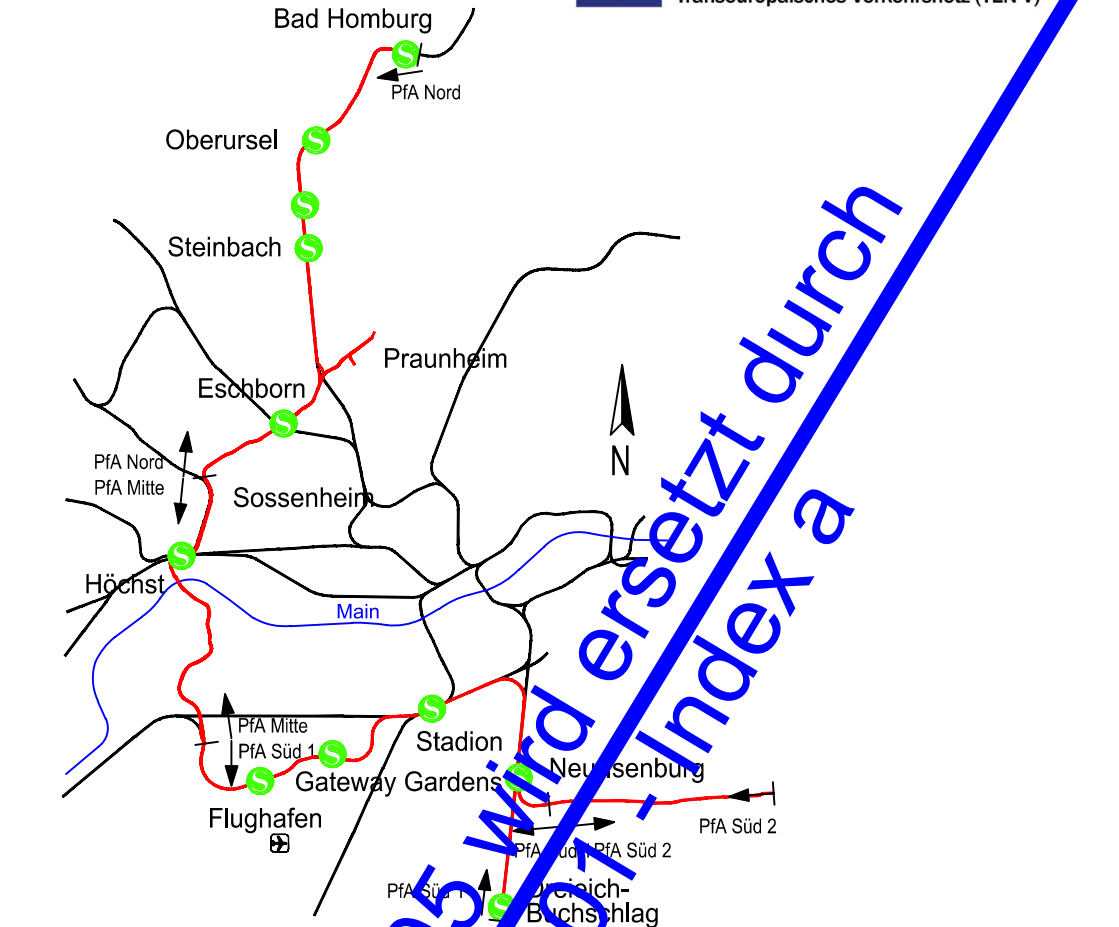 Transeuropäisches Verkehrsnetz (TEN-V)
Bad Homburg
PfA Nord
Oberursel
Steinbach
Praunheim
Eschborn
N
PfA Nord
PfA Mitte
Sossenheim
Höchst
Main
PfA Mitte
PfA Süd 1
Stadion
Gateway Gardens
Neu-Isenburg
Flughafen
PfA Süd 2
PfA Süd 1
PfA Süd 2
PfA Süd 1
Dreieich-
Buchschlag
wird ersetzt durch
01 - Index a